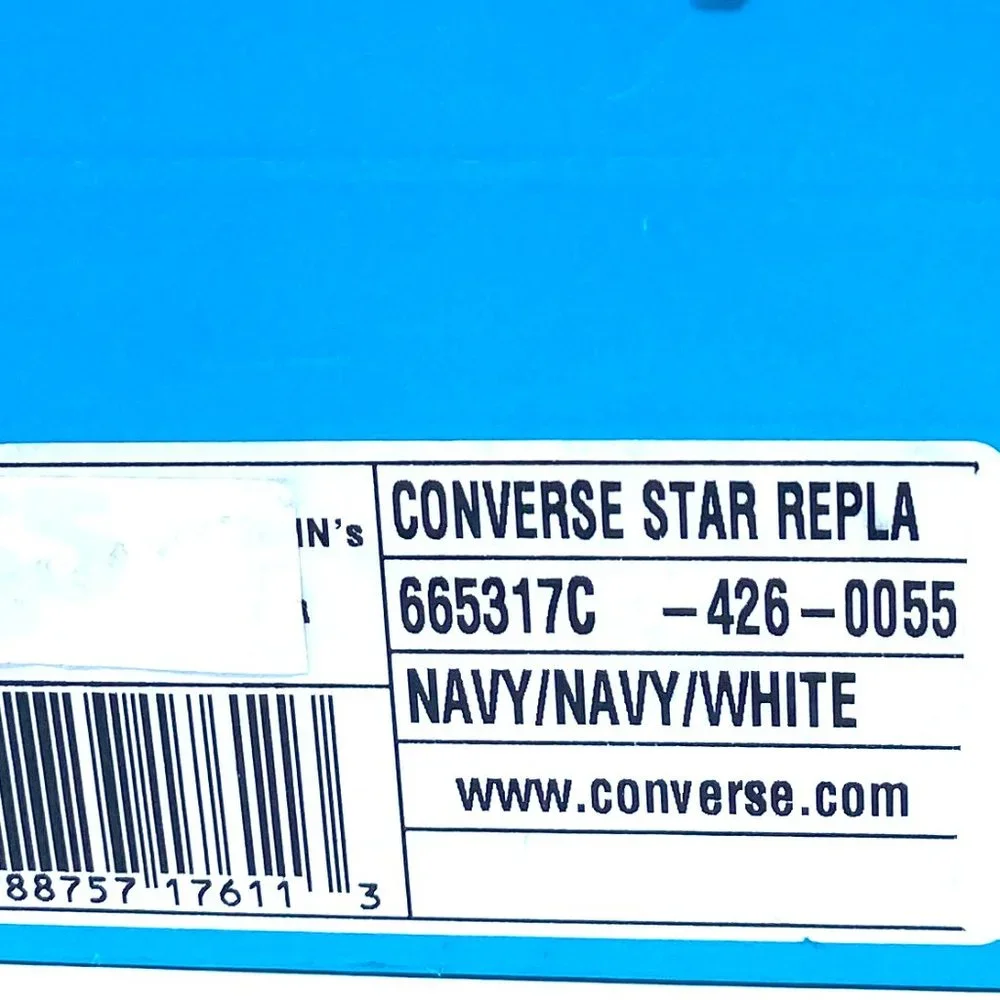 IN's
CONVERSE STAR REPLA
665317C -426-0055
NAVY/NAVY/WHITE
www.converse.com
88757 17611 3